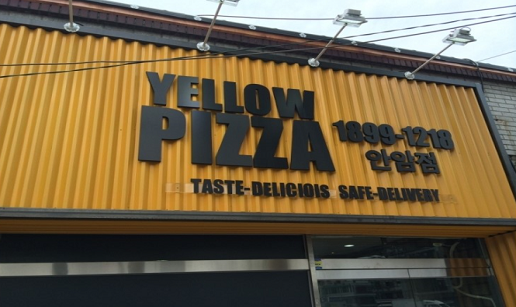 YELLOW
PIZZA
1899-1218
안암점
TASTE-DELICIOIS SAFE-DELIVERY